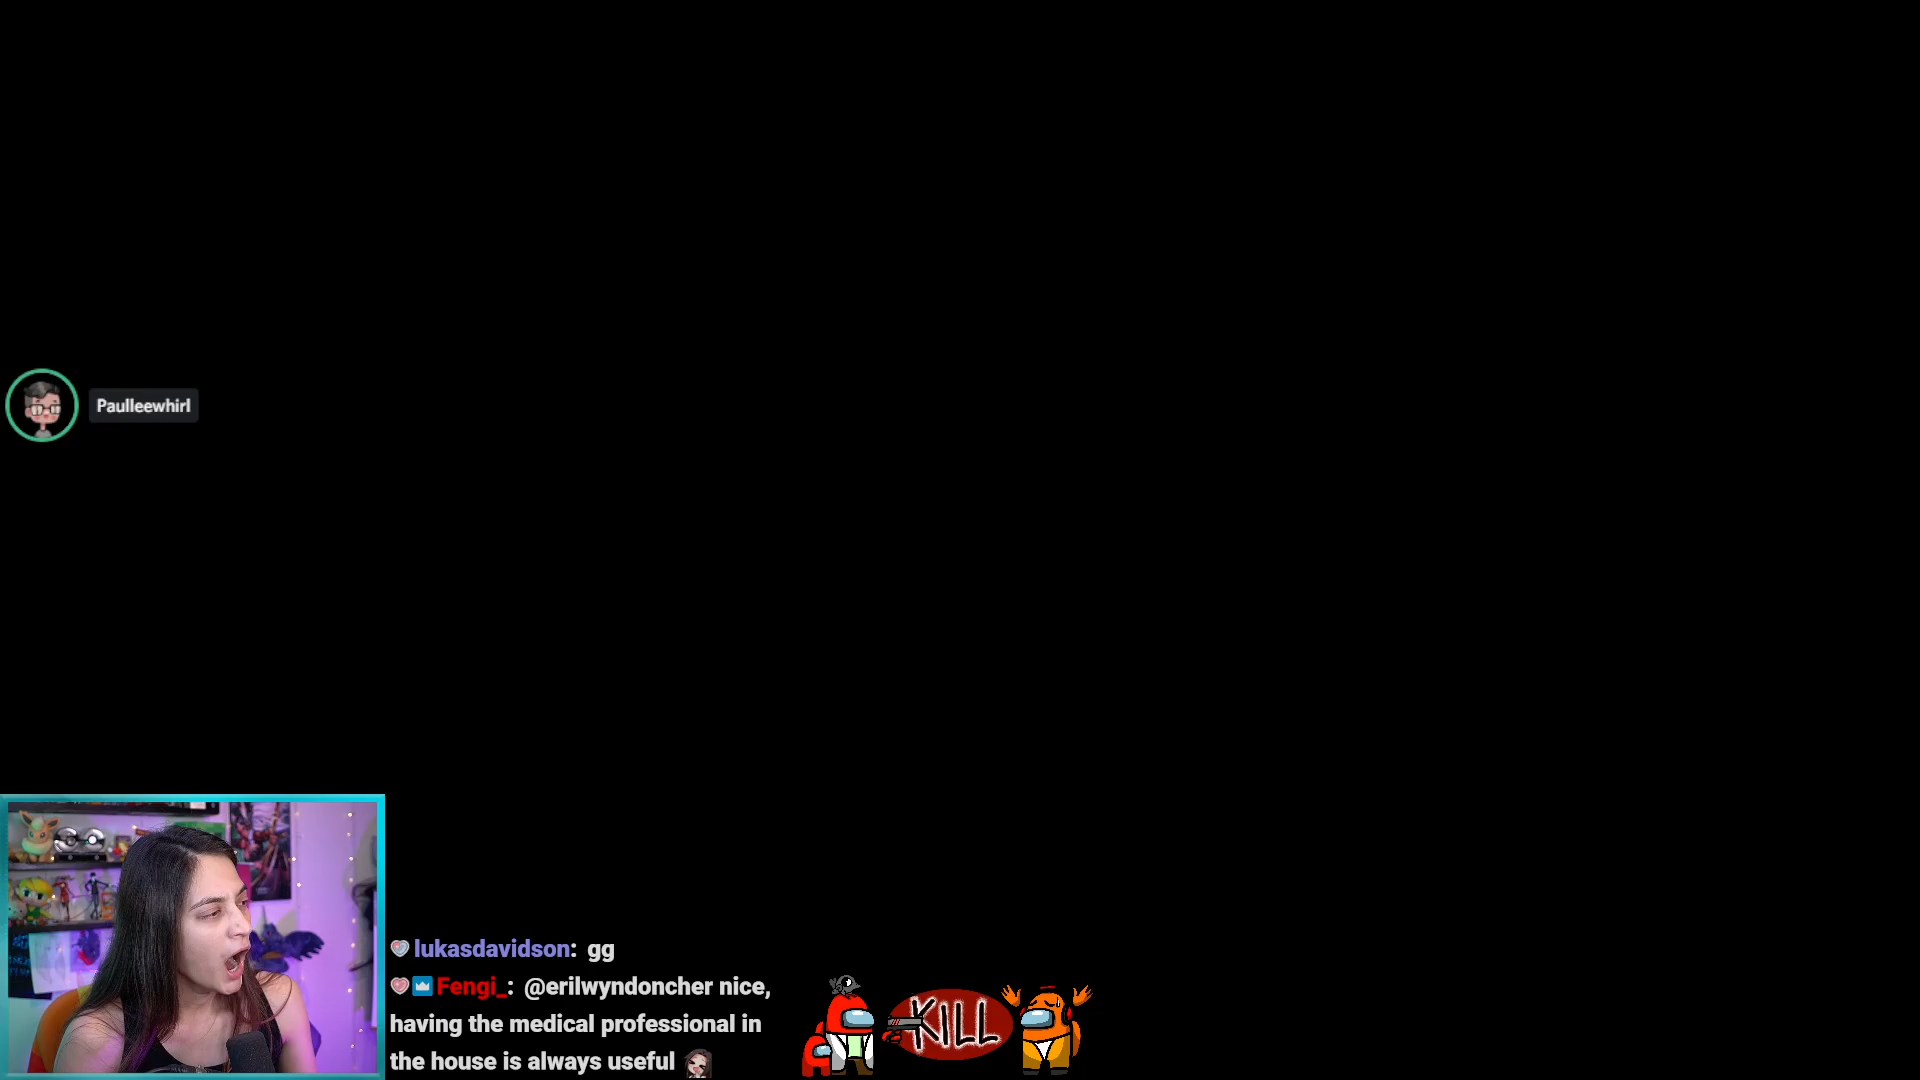 Paulleewhirl
lukasdavidson: gg
Fengi_: @erilwyndoncher nice,
having the medical professional in
the house is always useful
KILL